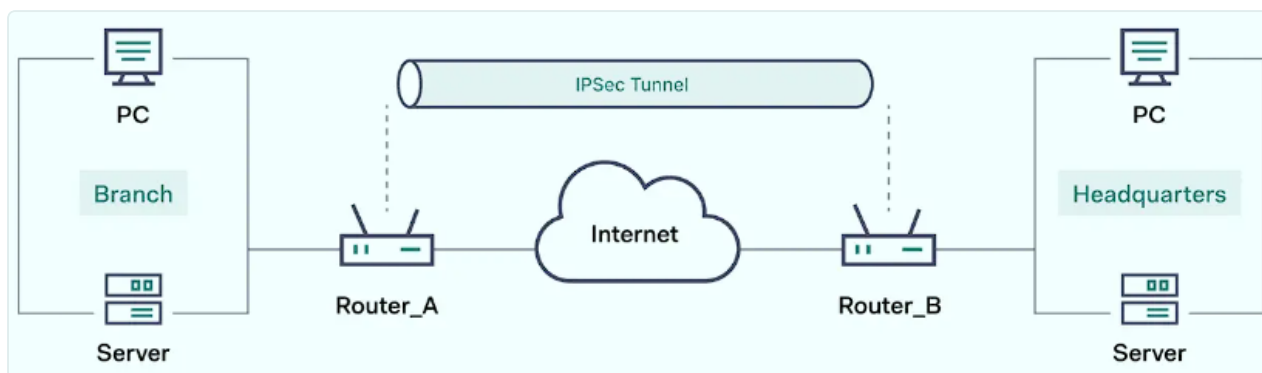 IPSec Tunnel
PC
PC
Branch
Headquarters
Internet
Router_A
Router_B
Server
Server